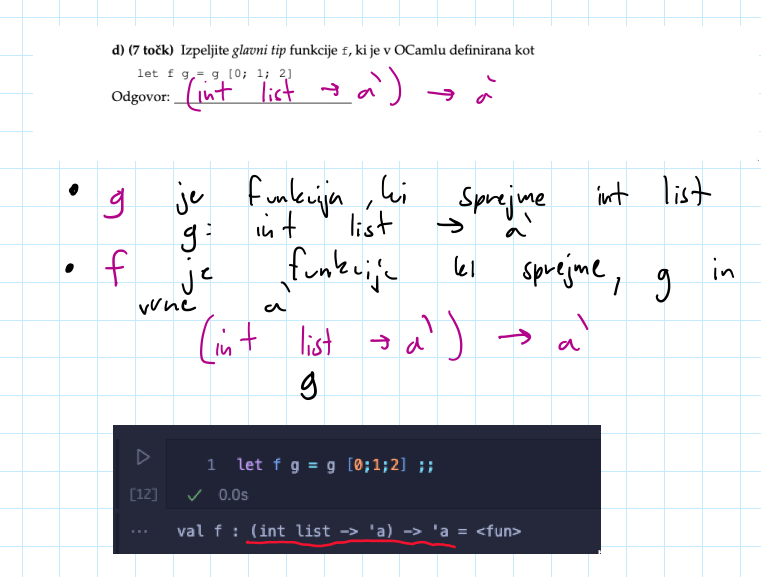 d) (7 točk) Izpeljite glavni tip funkcije f, ki je v OCamlu definirana kot
let f g = g [0; 1; 2]
Odgovor: (int list → a`) → a`
• g je funkcija, ki sprejme int list
g: int list → a`
• f je funkcija ki sprejme, g in
vrne a`
(int list → a`) → a`
g
1 let f g = g [0;1;2] ;;
[12] ✓ 0.0s
... val f : (int list -> 'a) -> 'a = <fun>